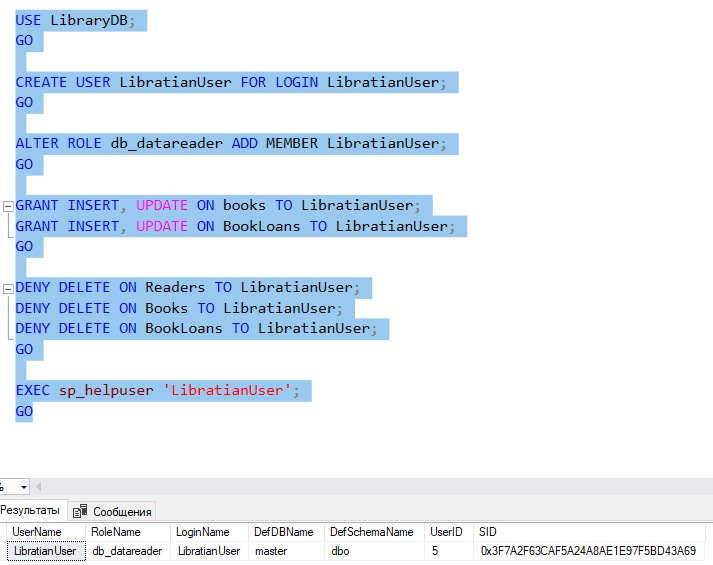 USE LibraryDB;
GO
CREATE USER LibratianUser FOR LOGIN LibratianUser;
GO
ALTER ROLE db_datareader ADD MEMBER LibratianUser;
GO
GRANT INSERT, UPDATE ON books TO LibratianUser;
GRANT INSERT, UPDATE ON BookLoans TO LibratianUser;
GO
DENY DELETE ON Readers TO LibratianUser;
DENY DELETE ON Books TO LibratianUser;
DENY DELETE ON BookLoans TO LibratianUser;
GO
EXEC sp_helpuser 'LibratianUser';
GO
%
Результаты Сообщения
UserName RoleName LoginName DefDBName DefSchemaName UserID SID
LibratianUser db_datareader LibratianUser master dbo 5 0x3F7A2F63CAF5A24A8AE1E97F5BD43A69